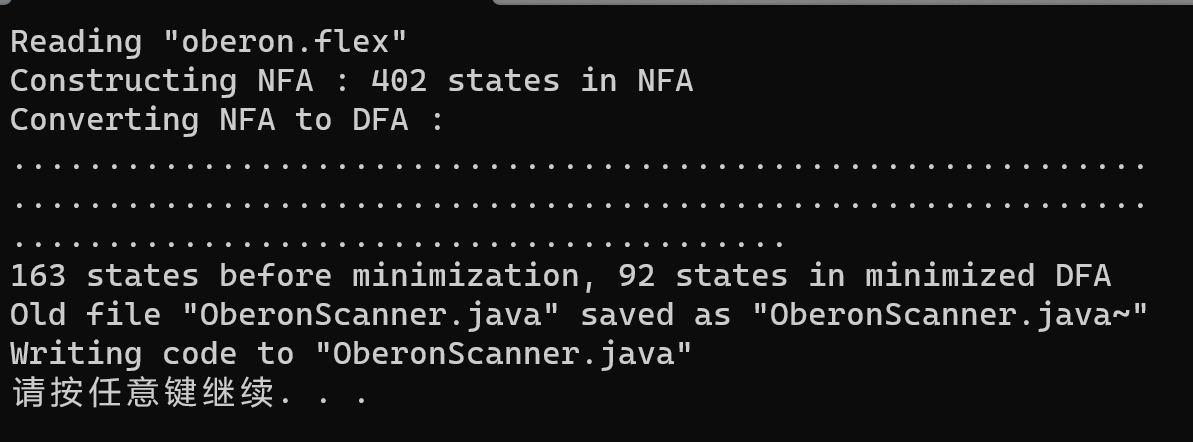 Reading "oberon.flex"
Constructing NFA : 402 states in NFA
Converting NFA to DFA :
............................................................
............................................................
.........................................
163 states before minimization, 92 states in minimized DFA
Old file "OberonScanner.java" saved as "OberonScanner.java~"
Writing code to "OberonScanner.java"
请按任意键继续. . .